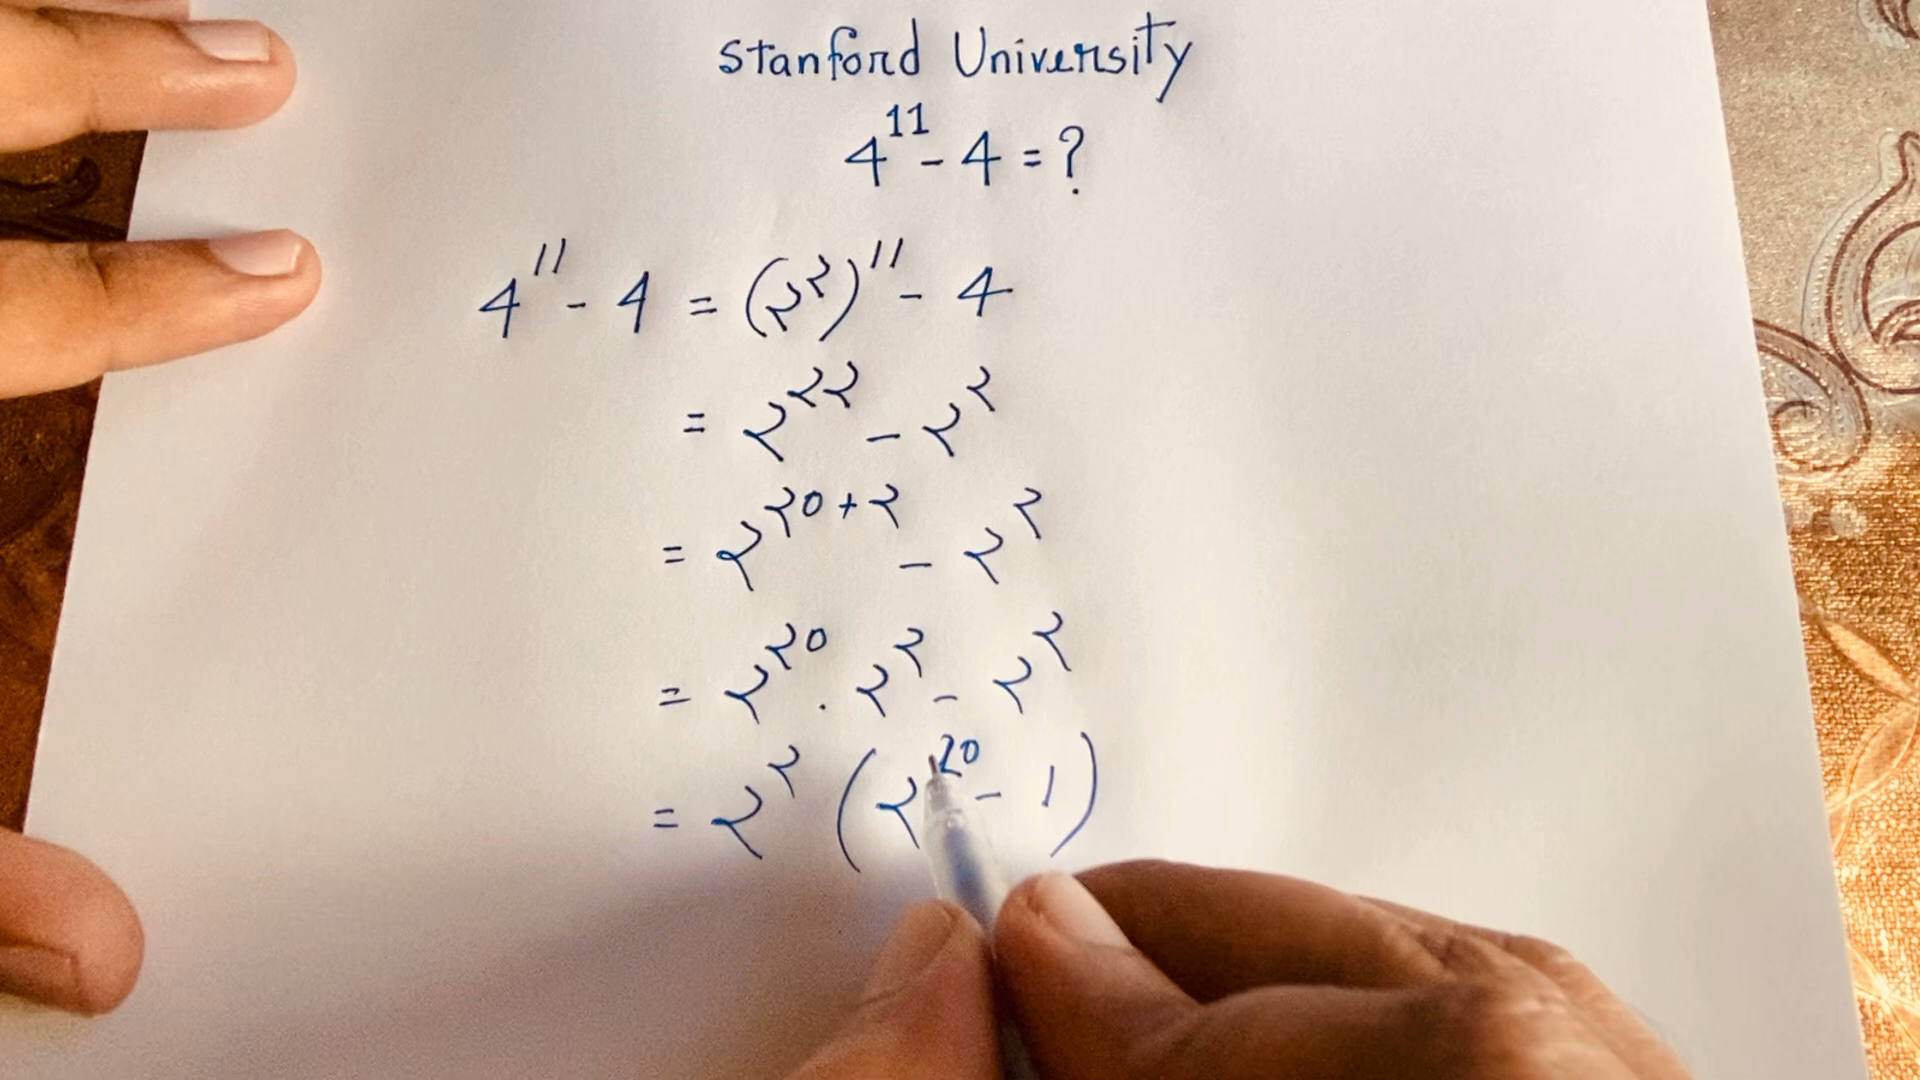 Stanford University
4¹¹ - 4 = ?
4¹¹ - 4 = (2²)¹¹ - 4
= 2²² - 2²
= 2²⁰⁺² - 2²
= 2²⁰ . 2² - 2²
= 2² (2²⁰ - 1)